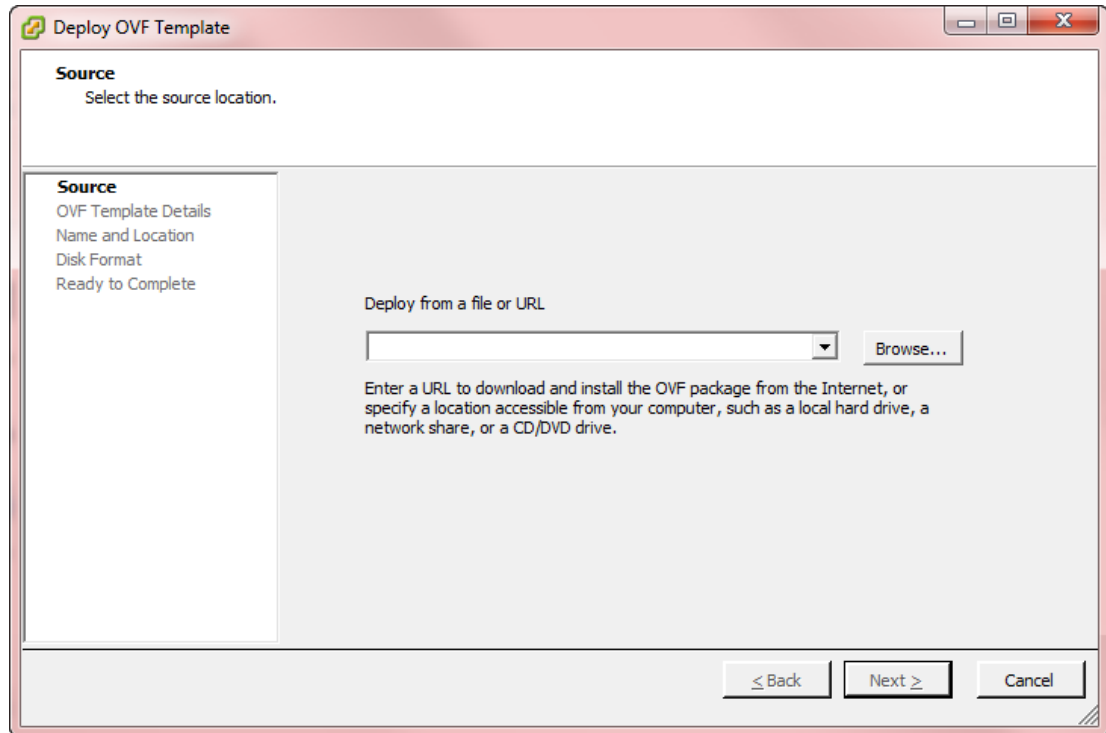 Deploy OVF Template
Source
Select the source location.
Source
OVF Template Details
Name and Location
Disk Format
Ready to Complete
Deploy from a file or URL
Browse...
Enter a URL to download and install the OVF package from the Internet, or
specify a location accessible from your computer, such as a local hard drive, a
network share, or a CD/DVD drive.
< Back
Next >
Cancel